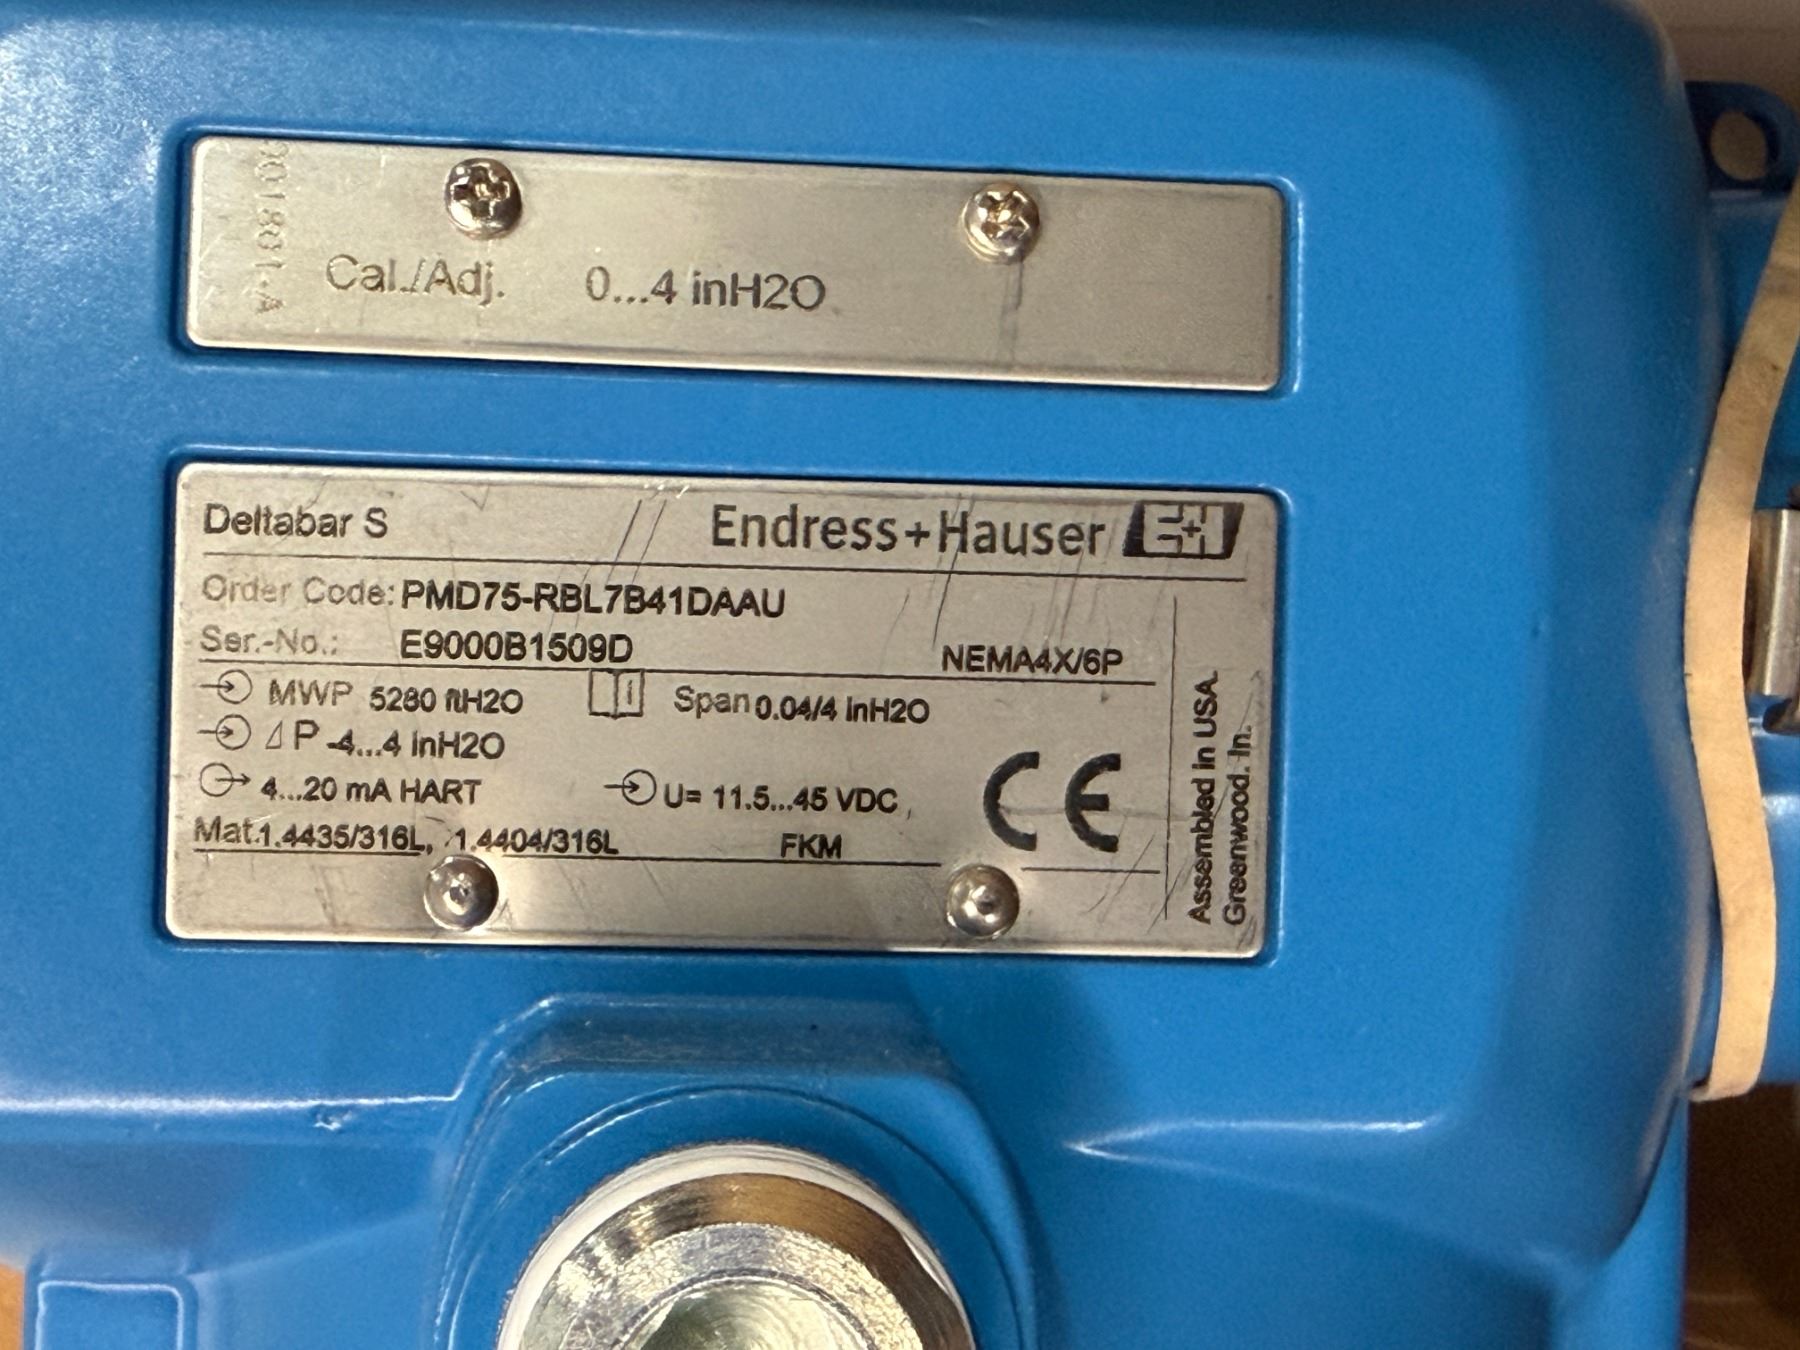 Cal./Adj. 0...4 inH2O
Deltabar S Endress+Hauser E+H
Order Code: PMD75-RBL7B41DAAU
Ser.-No.: E9000B1509D NEMA4X/6P
MWP 5280 ftH2O i Span 0.04/4 inH2O
⊿P -4...4 inH2O
4...20 mA HART U= 11.5...45 VDC
Mat.1.4435/316L, 1.4404/316L FKM
CE
Assembled in USA.
Greenwood. In.